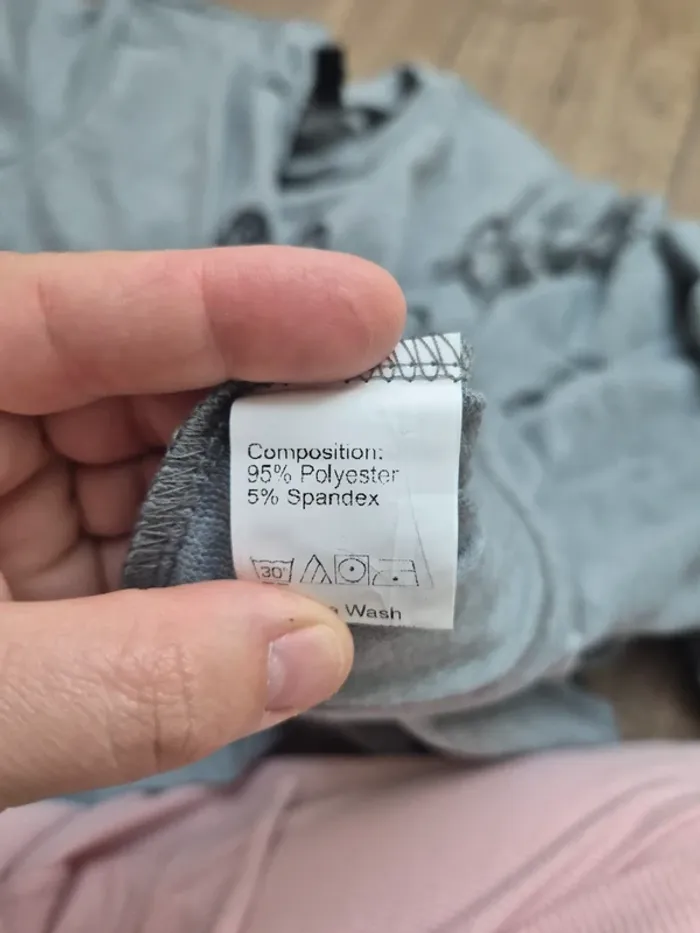 Composition:
95% Polyester
5% Spandex
30°
Wash